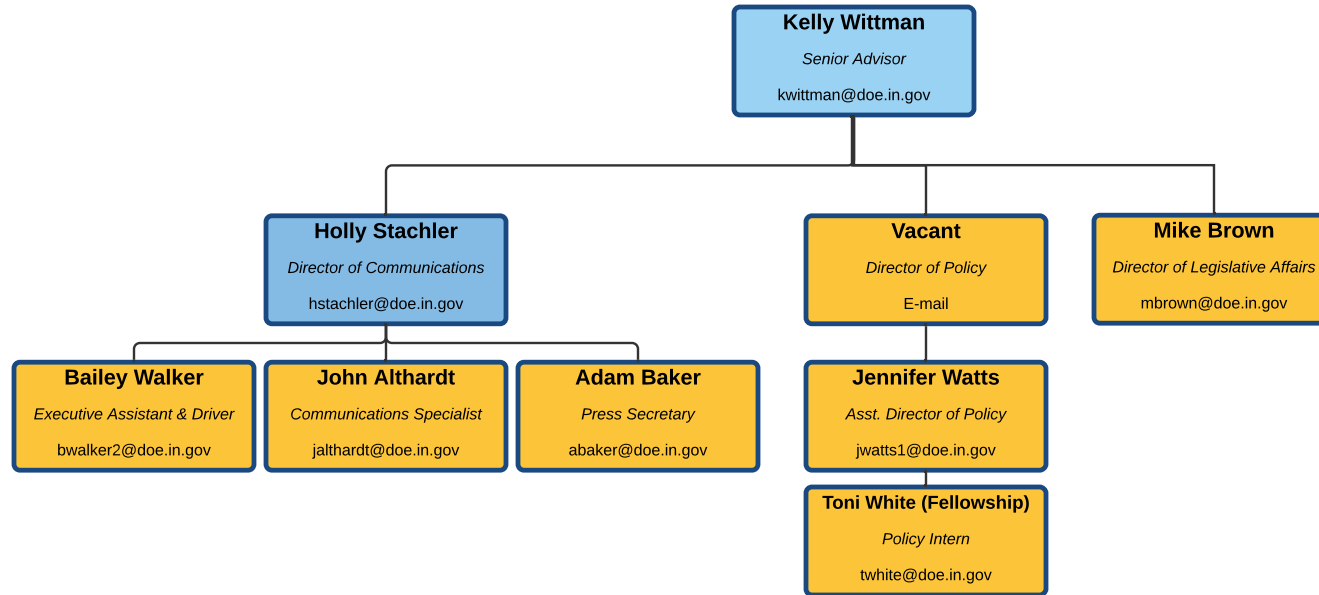 Kelly Wittman
Senior Advisor
kwittman@doe.in.gov
Holly Stachler
Director of Communications
hstachler@doe.in.gov
Vacant
Director of Policy
E-mail
Mike Brown
Director of Legislative Affairs
mbrown@doe.in.gov
Bailey Walker
Executive Assistant & Driver
bwalker2@doe.in.gov
John Althardt
Communications Specialist
jalthardt@doe.in.gov
Adam Baker
Press Secretary
abaker@doe.in.gov
Jennifer Watts
Asst. Director of Policy
jwatts1@doe.in.gov
Toni White (Fellowship)
Policy Intern
twhite@doe.in.gov